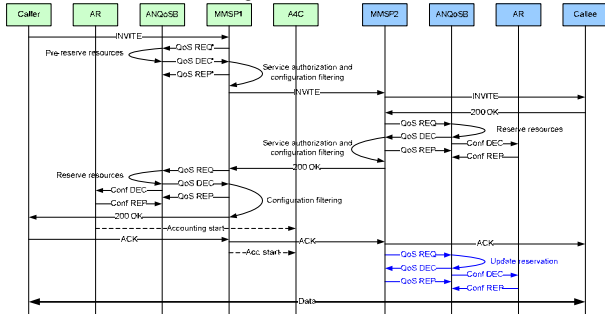 Caller AR ANQoSB MMSP1 A4C MMSP2 ANQoSB AR Callee
INVITE
QoS REQ
Pre-reserve resources
QoS DEC
Service authorization and
configuration filtering
QoS REP
INVITE
INVITE
200 OK
QoS REQ
Reserve resources
QoS DEC
Service authorization and
configuration filtering
Conf DEC
QoS REP
Conf REP
200 OK
QoS REQ
Reserve resources
QoS DEC
Conf DEC
QoS REP
Configuration filtering
Conf REP
200 OK
Accounting start
ACK
ACK
ACK
Acc. start
QoS REQ
Update reservation
QoS DEC
Conf DEC
QoS REP
Conf REP
Data